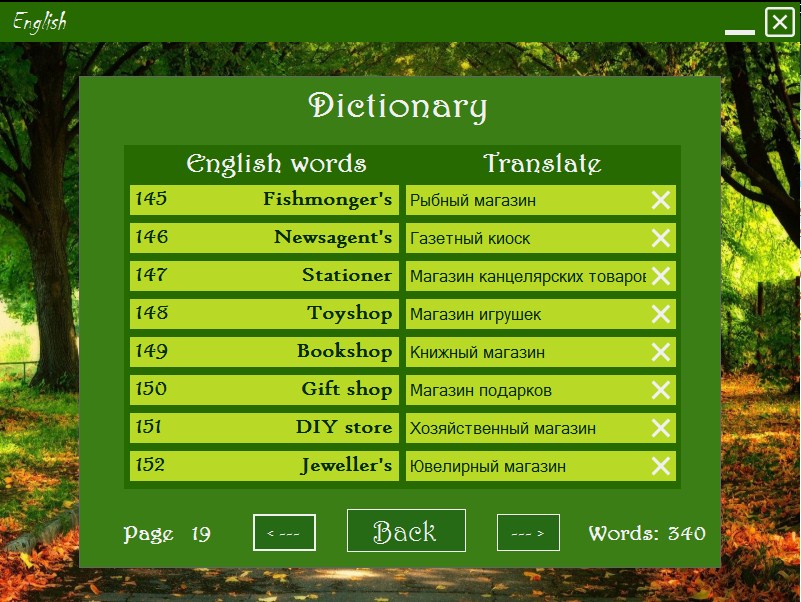 English
Dictionary
English words Translate
145 Fishmonger's Рыбный магазин
146 Newsagent's Газетный киоск
147 Stationer Магазин канцелярских товаров
148 Toyshop Магазин игрушек
149 Bookshop Книжный магазин
150 Gift shop Магазин подарков
151 DIY store Хозяйственный магазин
152 Jeweller's Ювелирный магазин
Page 19 < --- Back --- > Words: 340